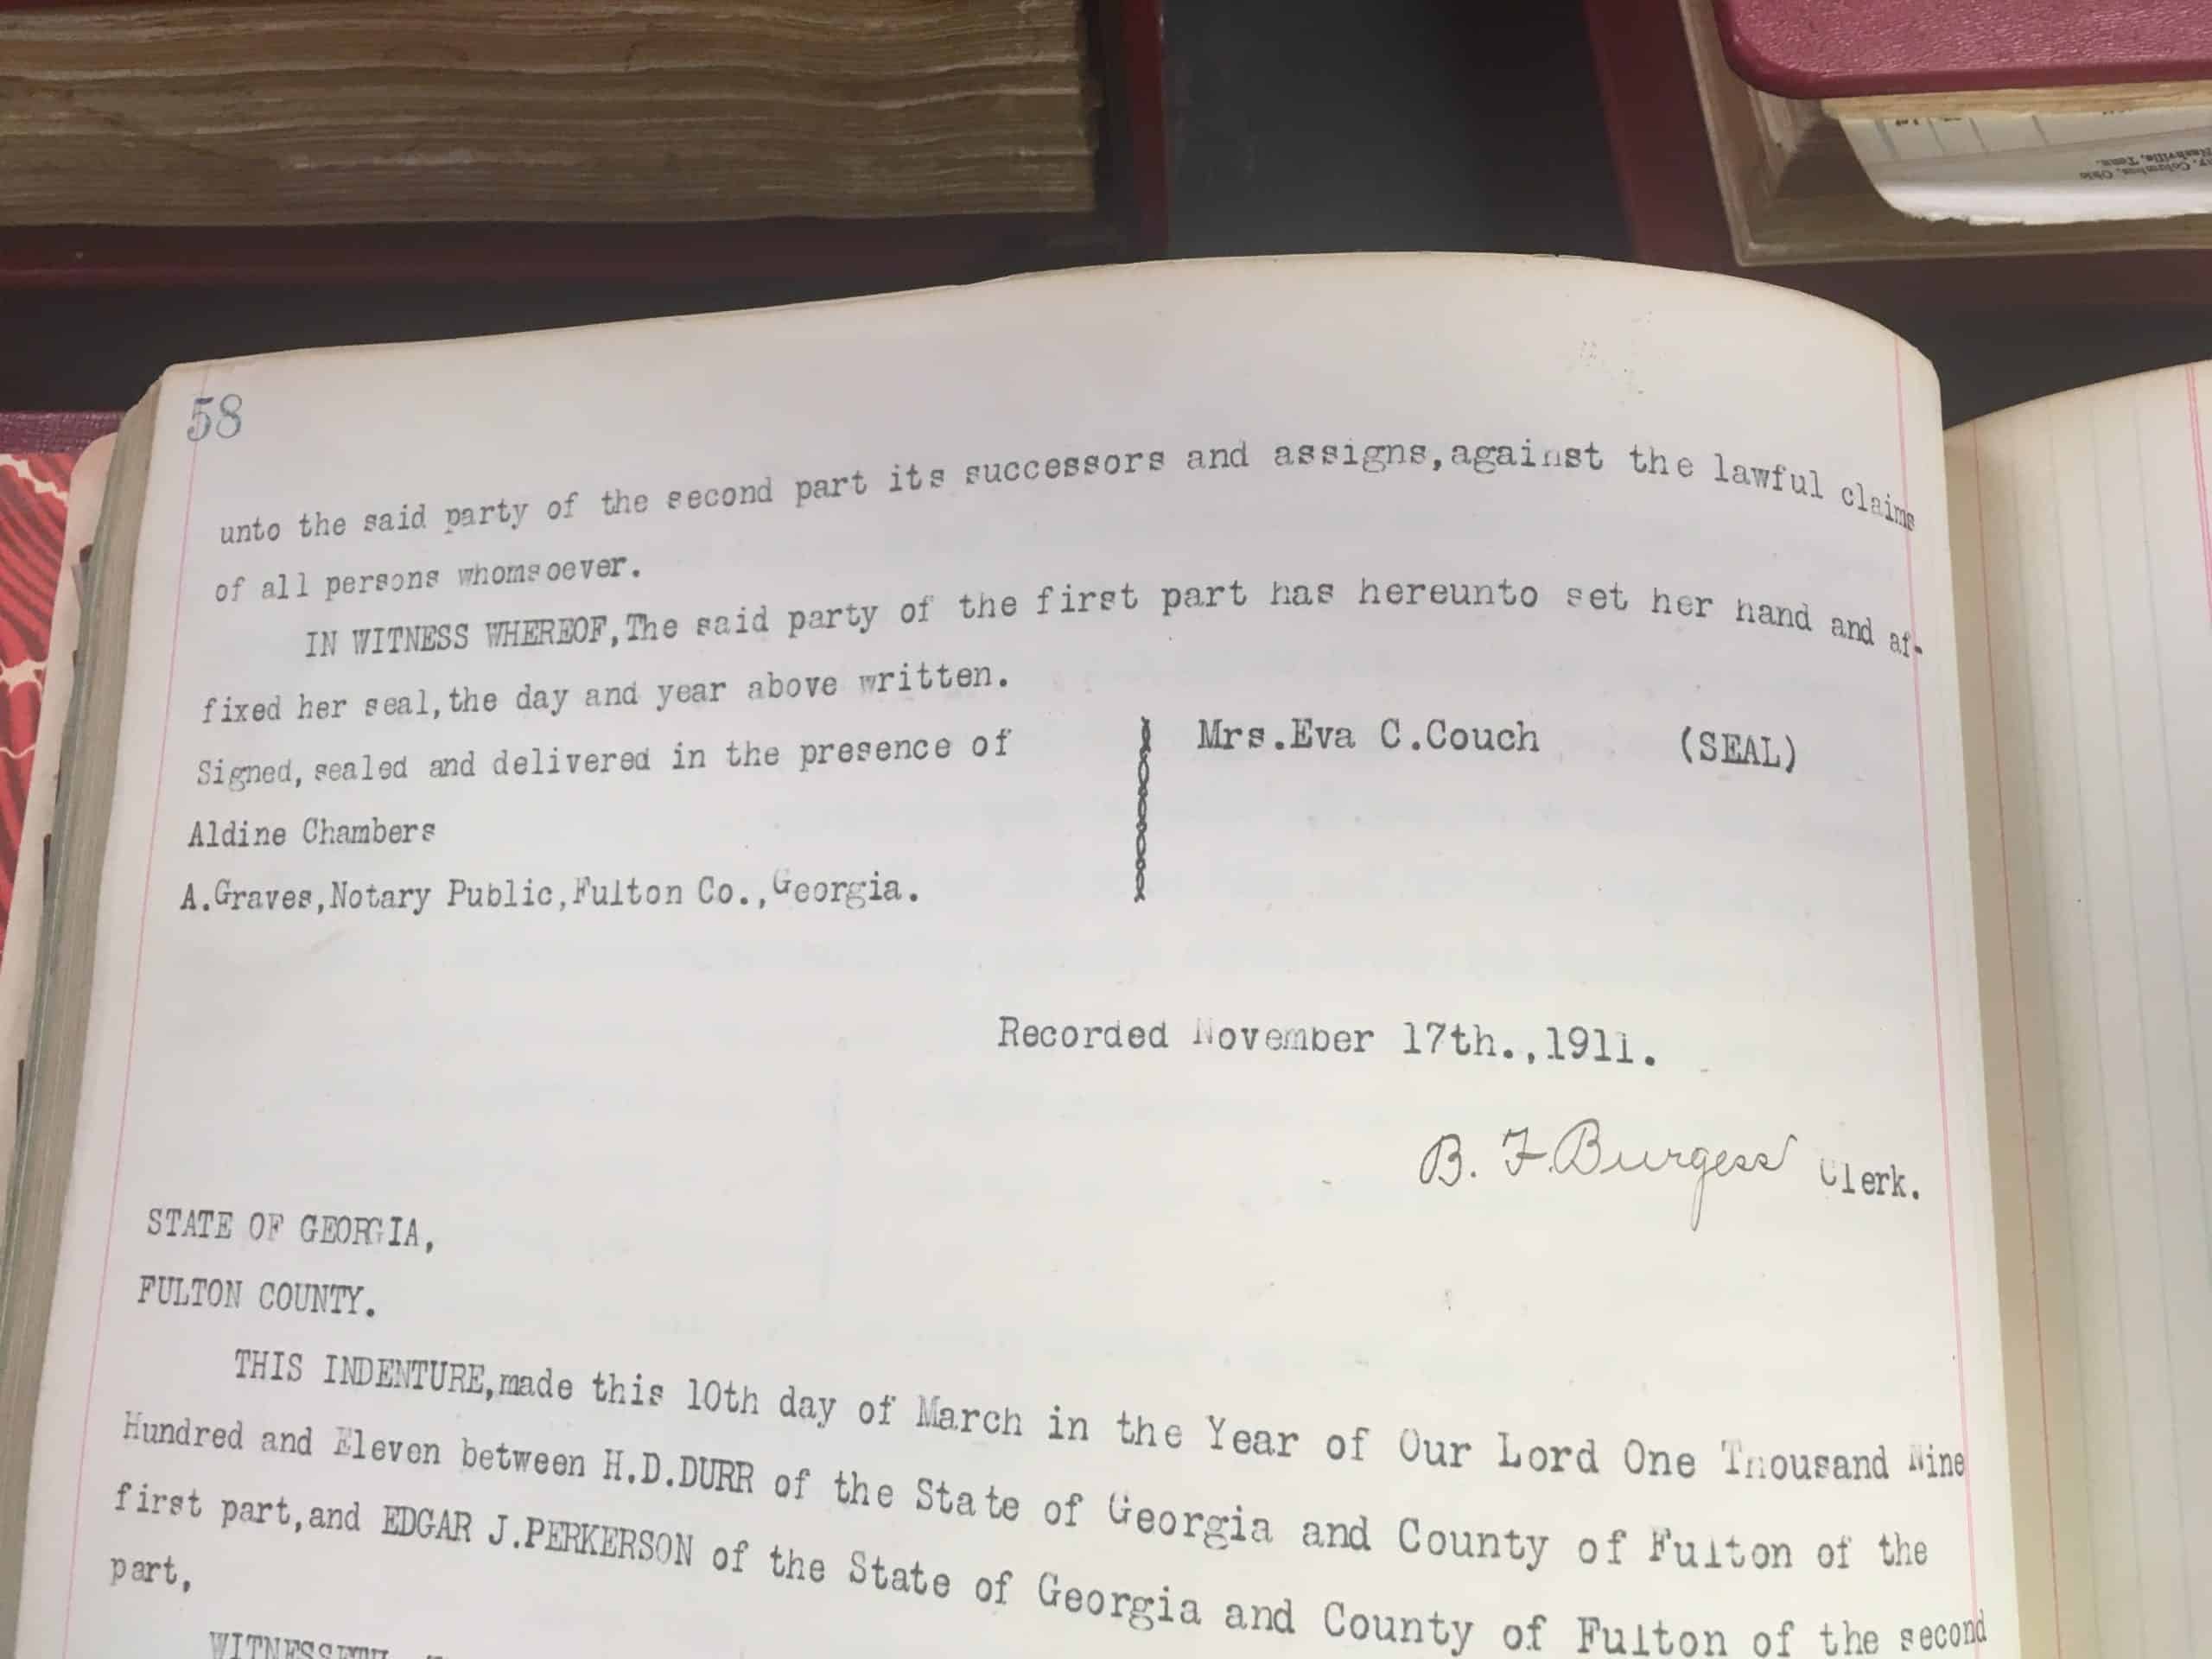 58
unto the said party of the second part its successors and assigns,against the lawful claims
of all persons whomsoever.
IN WITNESS WHEREOF,The said party of the first part has hereunto set her hand and af-
fixed her seal,the day and year above written.
Signed,sealed and delivered in the presence of
Mrs.Eva C.Couch (SEAL)
Aldine Chambers
A.Graves,Notary Public,Fulton Co.,Georgia.
Recorded November 17th.,1911.
B. F. Burgess Clerk.
STATE OF GEORGIA,
FULTON COUNTY.
THIS INDENTURE,made this 10th day of March in the Year of Our Lord One Thousand Nine
Hundred and Eleven between H.D.DURR of the State of Georgia and County of Fulton of the
first part,and EDGAR J.PERKERSON of the State of Georgia and County of Fulton of the second
part,
WITNESSETH
Columbus, Ohio
Nashville, Tenn.